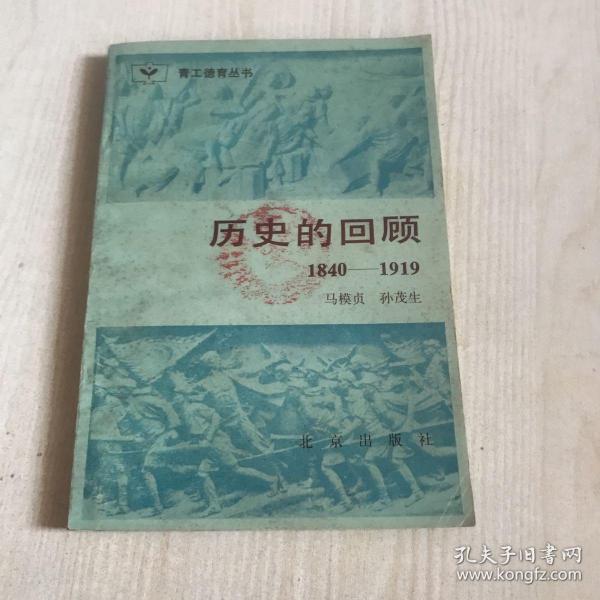 青工德育丛书
历史的回顾
1840——1919
马模贞 孙茂生
北京出版社
孔夫子旧书网
www.kongfz.com